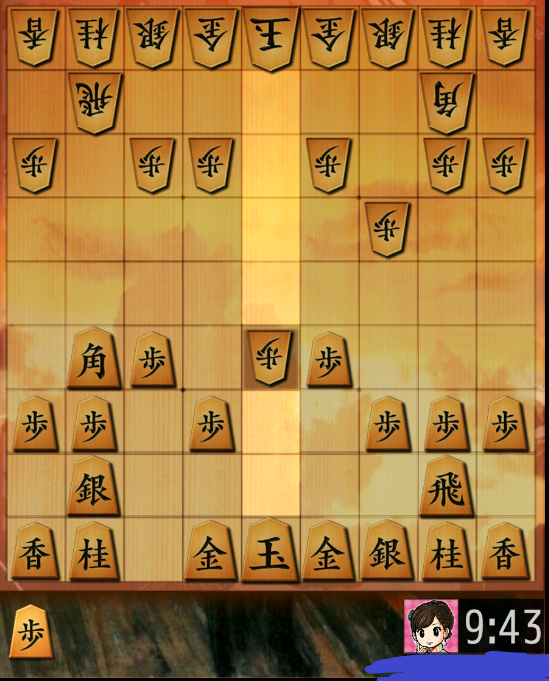 香 桂 銀 金 玉 金 銀 桂 香
飛 角
歩 歩 歩 歩 歩 歩
歩
角 歩 歩 歩
歩 歩 歩 歩 歩 歩
銀 飛
香 桂 金 玉 金 銀 桂 香
歩 9:43